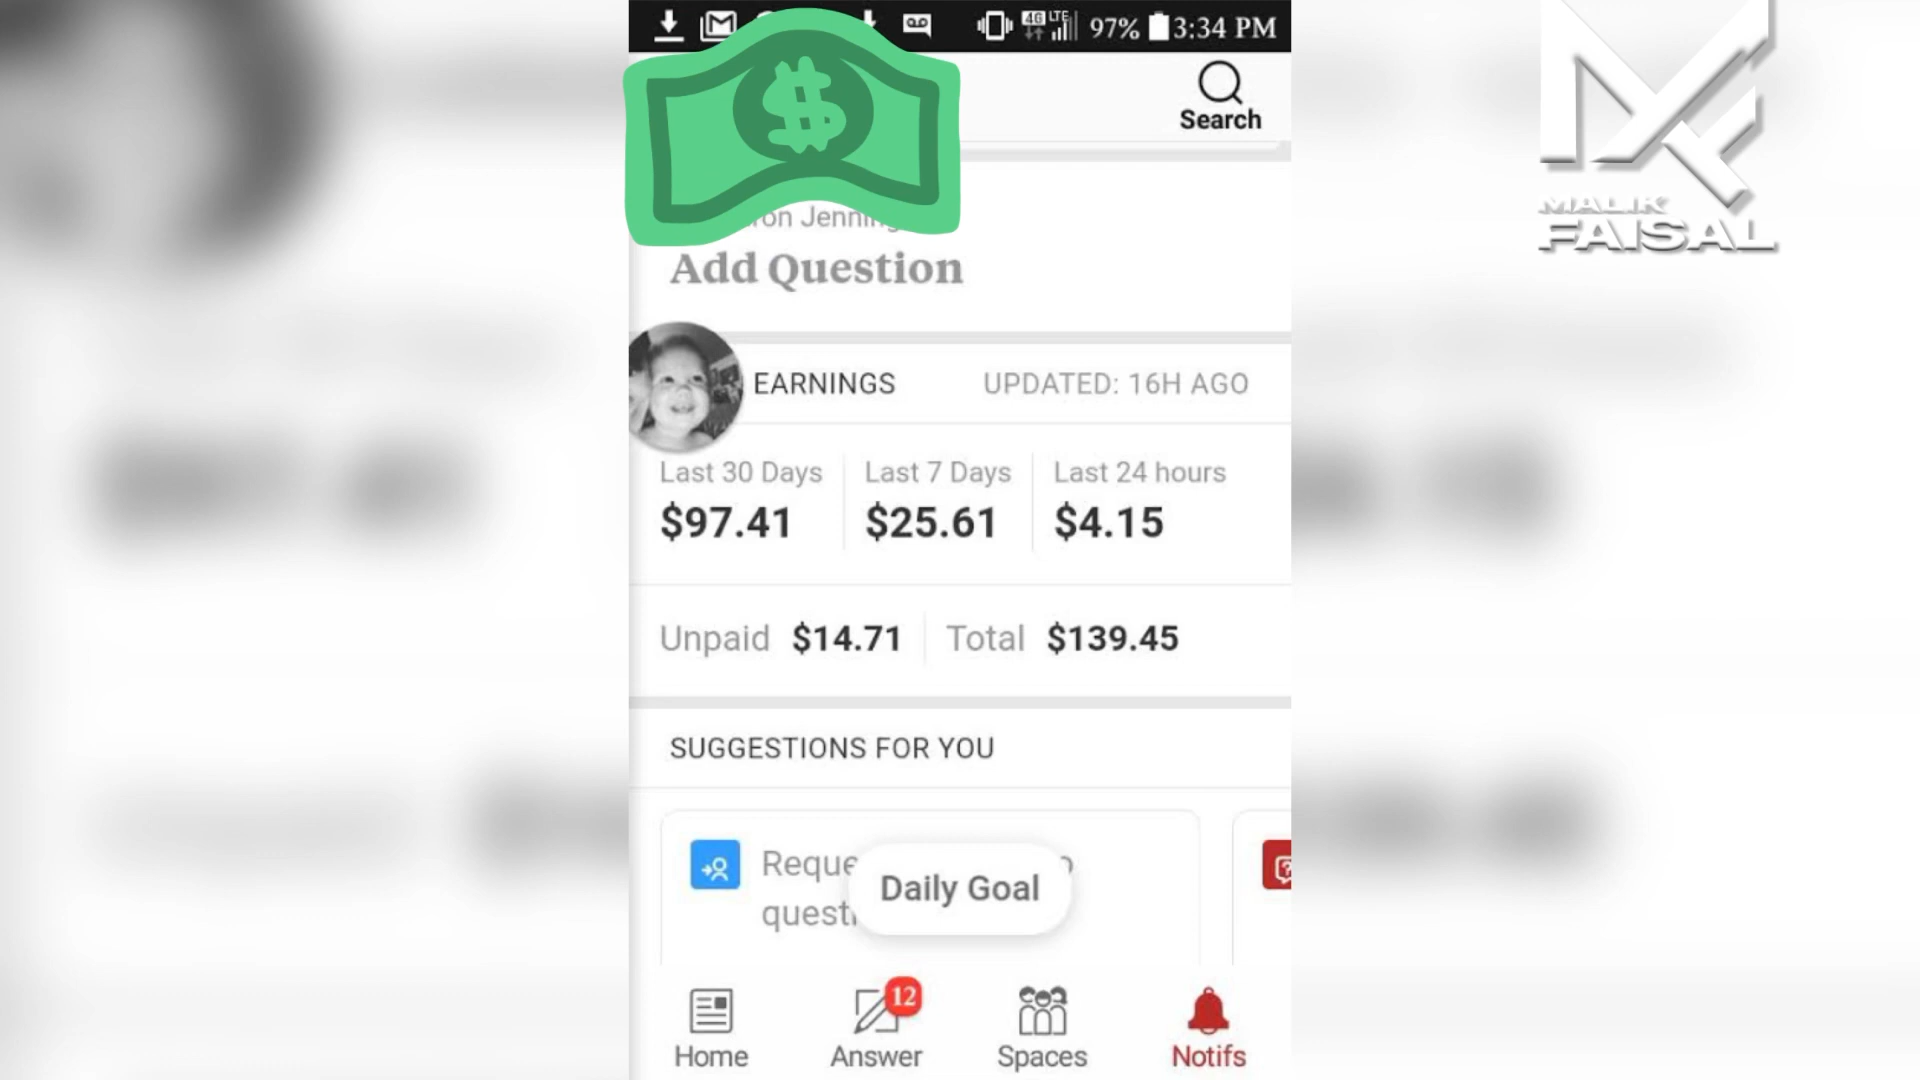 97% 3:34 PM
Search
Add Question
EARNINGS
UPDATED: 16H AGO
Last 30 Days
Last 7 Days
Last 24 hours
$97.41
$25.61
$4.15
Unpaid $14.71
Total $139.45
SUGGESTIONS FOR YOU
Daily Goal
12
Home
Answer
Spaces
Notifs
MALIK
FAISAL